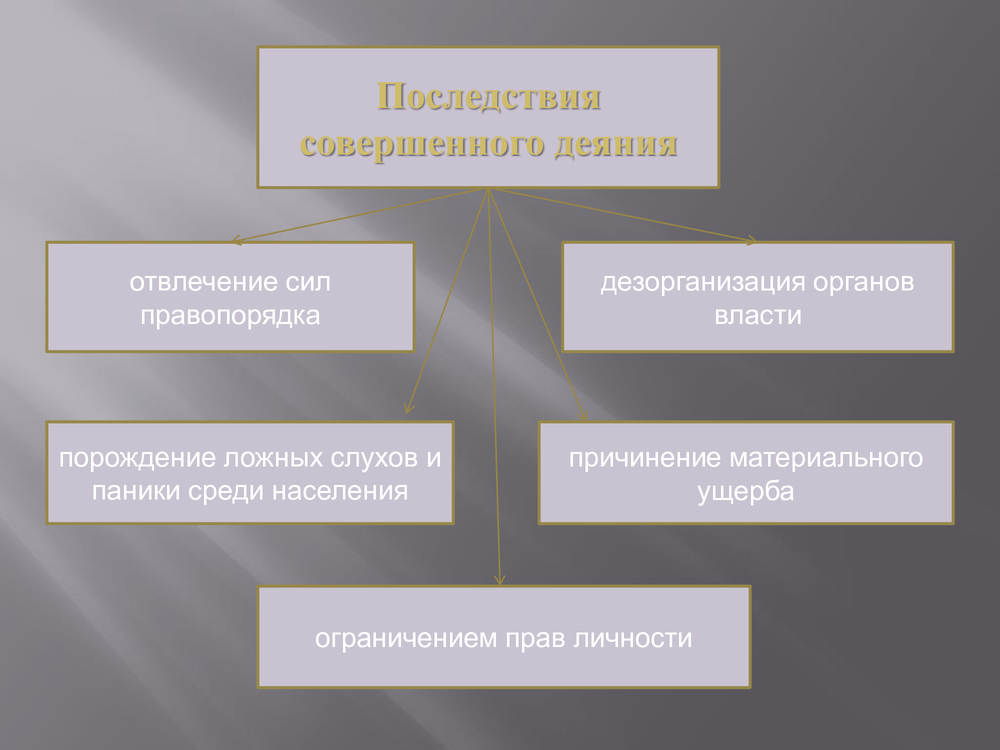 Последствия
совершенного деяния
отвлечение сил
правопорядка
дезорганизация органов
власти
порождение ложных слухов и
паники среди населения
причинение материального
ущерба
ограничением прав личности